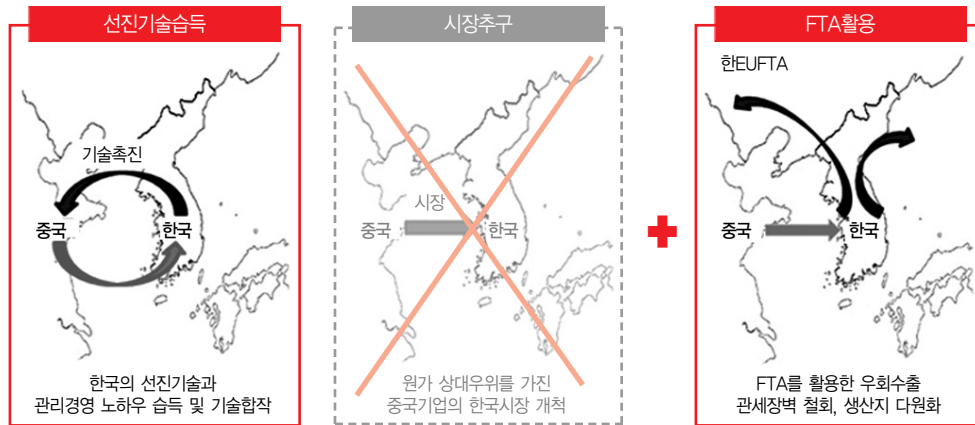 선진기술습득
기술촉진
중국
한국
한국의 선진기술과
관리경영 노하우 습득 및 기술합작
시장추구
시장
중국
한국
원가 상대우위를 가진
중국기업의 한국시장 개척
FTA활용
한EUFTA
중국
한국
FTA를 활용한 우회수출
관세장벽 철회, 생산지 다원화